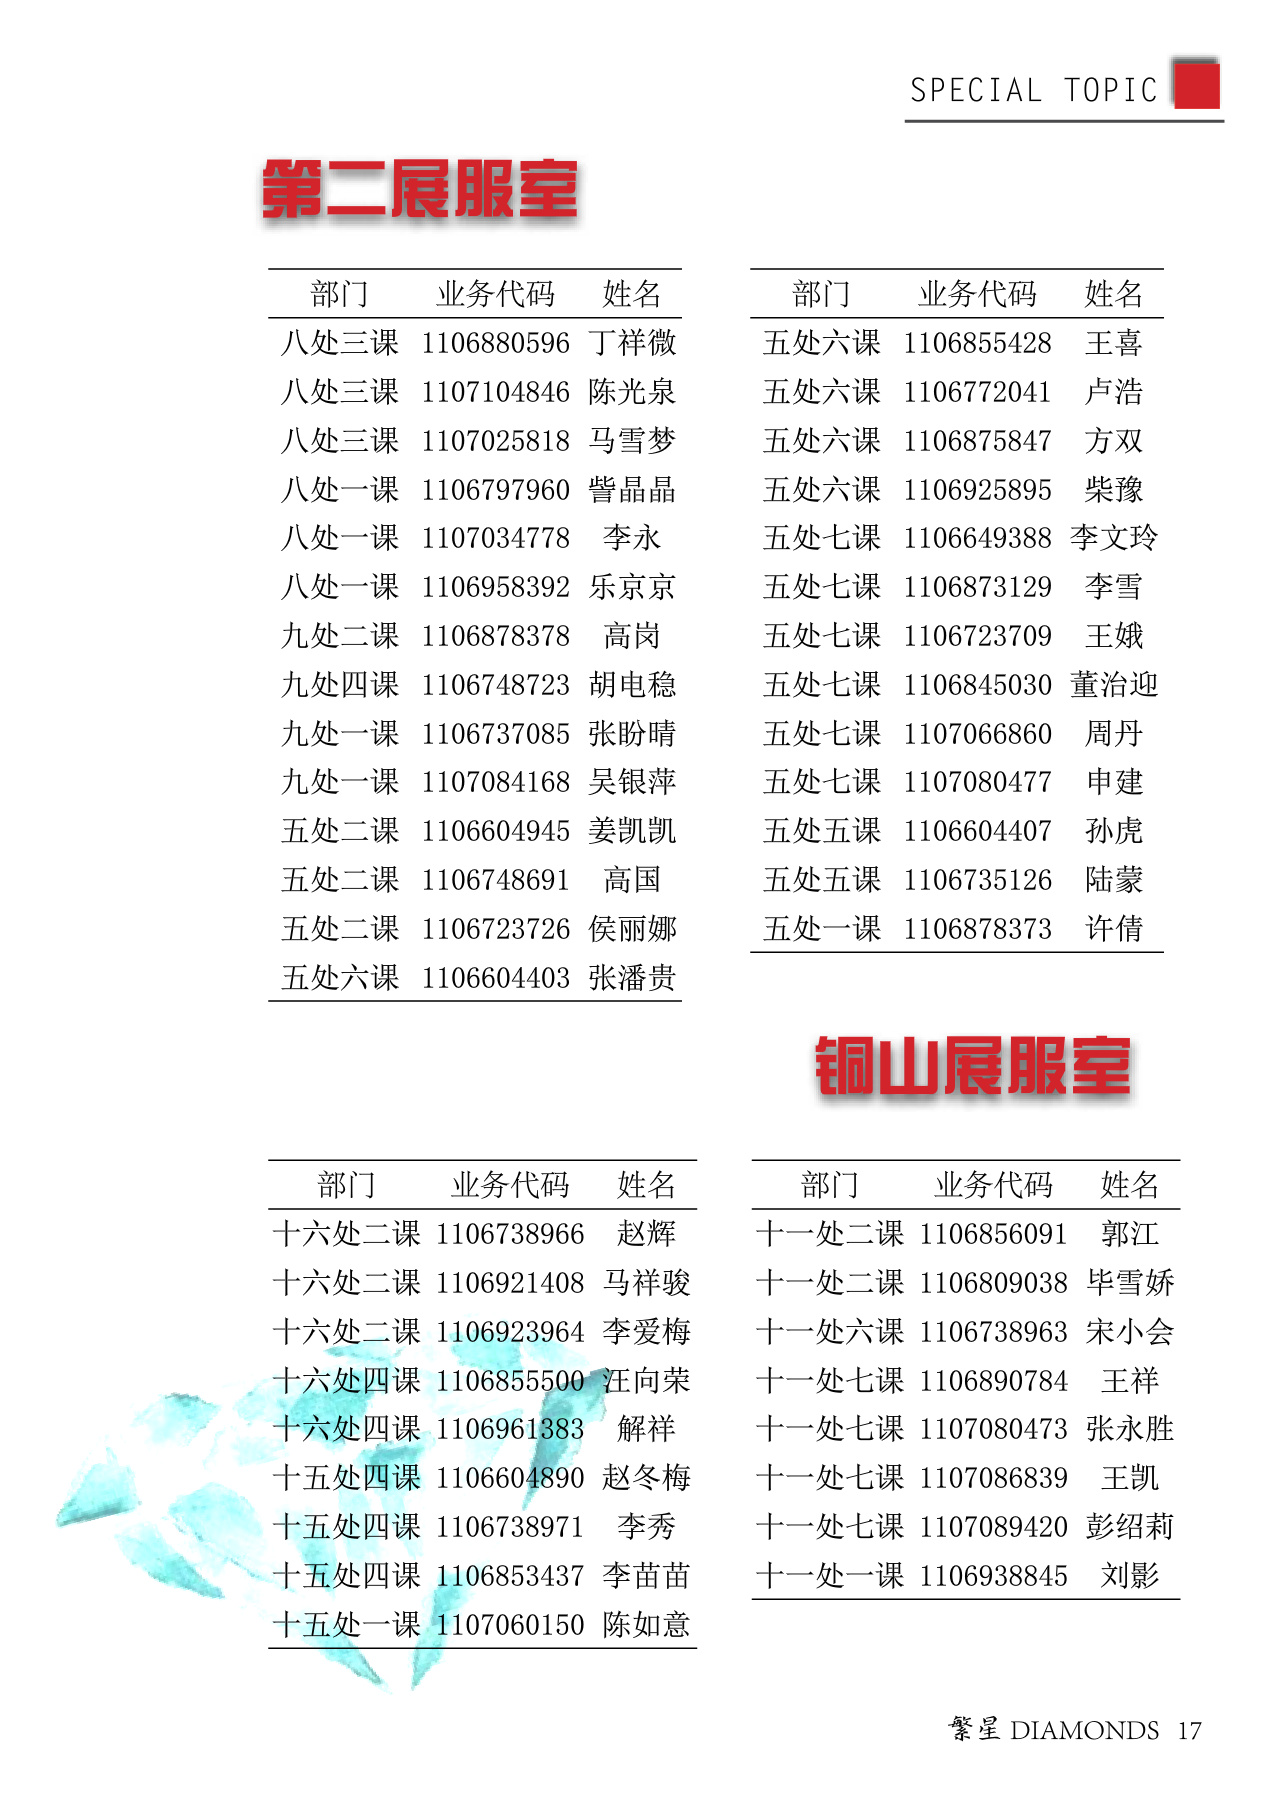 SPECIAL TOPIC
第二展服室
部门 业务代码 姓名
八处三课 1106880596 丁祥微
八处三课 1107104846 陈光泉
八处三课 1107025818 马雪梦
八处一课 1106797960 訾晶晶
八处一课 1107034778 李永
八处一课 1106958392 乐京京
九处二课 1106878378 高岗
九处四课 1106748723 胡电稳
九处一课 1106737085 张盼晴
九处一课 1107084168 吴银萍
五处二课 1106604945 姜凯凯
五处二课 1106748691 高国
五处二课 1106723726 侯丽娜
五处六课 1106604403 张潘贵
部门 业务代码 姓名
五处六课 1106855428 王喜
五处六课 1106772041 卢浩
五处六课 1106875847 方双
五处六课 1106925895 柴豫
五处七课 1106649388 李文玲
五处七课 1106873129 李雪
五处七课 1106723709 王娥
五处七课 1106845030 董治迎
五处七课 1107066860 周丹
五处七课 1107080477 申建
五处五课 1106604407 孙虎
五处五课 1106735126 陆蒙
五处一课 1106878373 许倩
铜山展服室
部门 业务代码 姓名
十六处二课 1106738966 赵辉
十六处二课 1106921408 马祥骏
十六处二课 1106923964 李爱梅
十六处四课 1106855500 汪向荣
十六处四课 1106961383 解祥
十五处四课 1106604890 赵冬梅
十五处四课 1106738971 李秀
十五处四课 1106853437 李苗苗
十五处一课 1107060150 陈如意
部门 业务代码 姓名
十一处二课 1106856091 郭江
十一处二课 1106809038 毕雪娇
十一处六课 1106738963 宋小会
十一处七课 1106890784 王祥
十一处七课 1107080473 张永胜
十一处七课 1107086839 王凯
十一处七课 1107089420 彭绍莉
十一处一课 1106938845 刘影
繁星 DIAMONDS 17